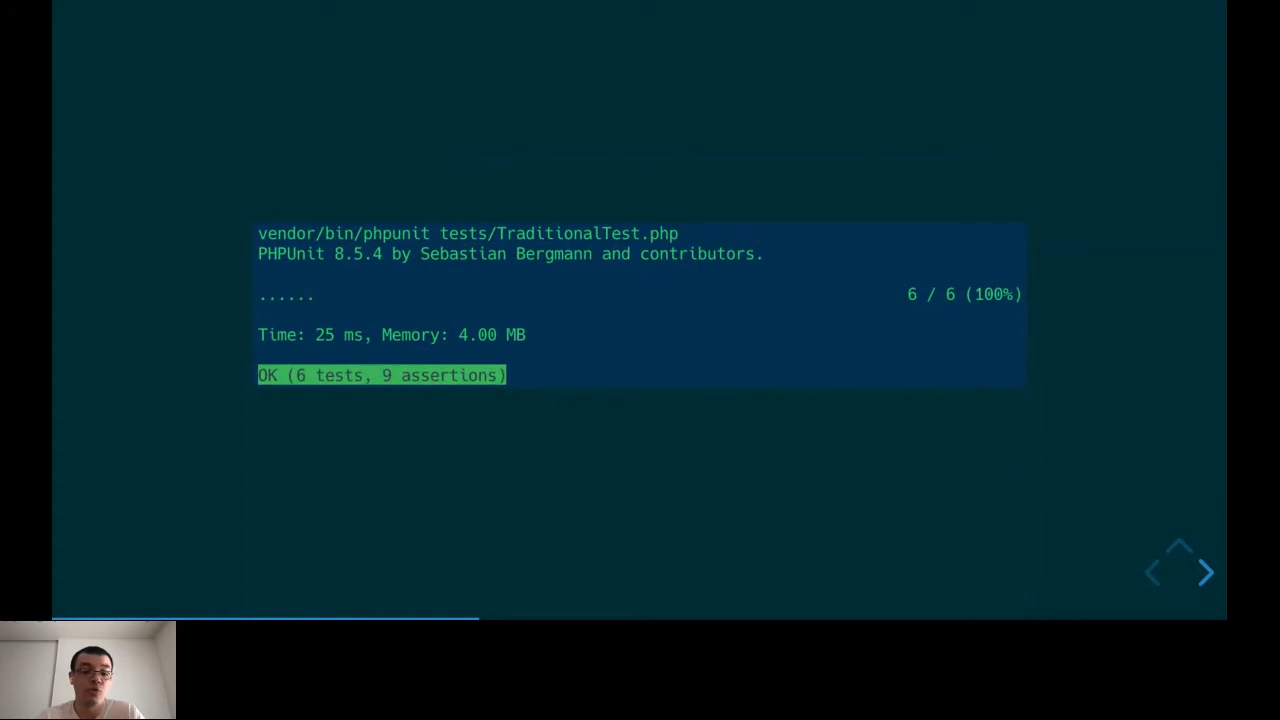 vendor/bin/phpunit tests/TraditionalTest.php
PHPUnit 8.5.4 by Sebastian Bergmann and contributors.
...... 6 / 6 (100%)
Time: 25 ms, Memory: 4.00 MB
OK (6 tests, 9 assertions)